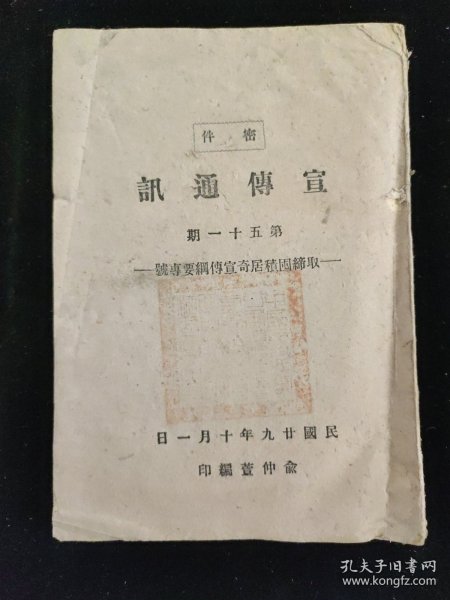 密件
宣傳通訊
第五十一期
—取締囤積居奇宣傳綱要專號—
民國廿九年十月一日
俞仲萱編印
孔夫子旧书网
www.kongfz.com